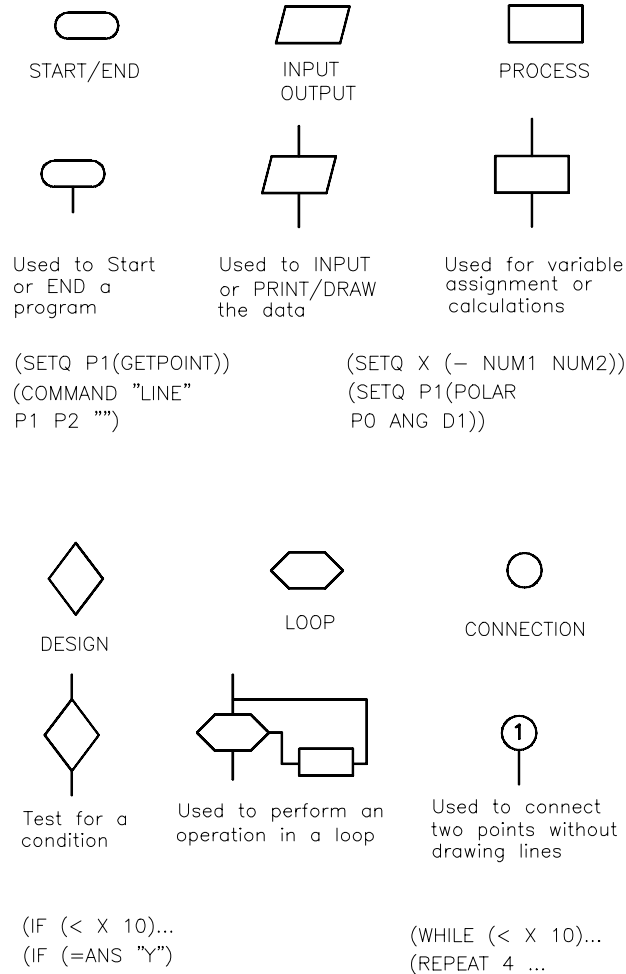 START/END
INPUT
OUTPUT
PROCESS
Used to Start
or END a
program
Used to INPUT
or PRINT/DRAW
the data
Used for variable
assignment or
calculations
(SETQ P1(GETPOINT))
(COMMAND "LINE"
P1 P2 "")
(SETQ X (– NUM1 NUM2))
(SETQ P1(POLAR
P0 ANG D1))
DESIGN
LOOP
CONNECTION
1
Test for a
condition
Used to perform an
operation in a loop
Used to connect
two points without
drawing lines
(IF (< X 10)...
(IF (=ANS "Y")
(WHILE (< X 10)...
(REPEAT 4 ...